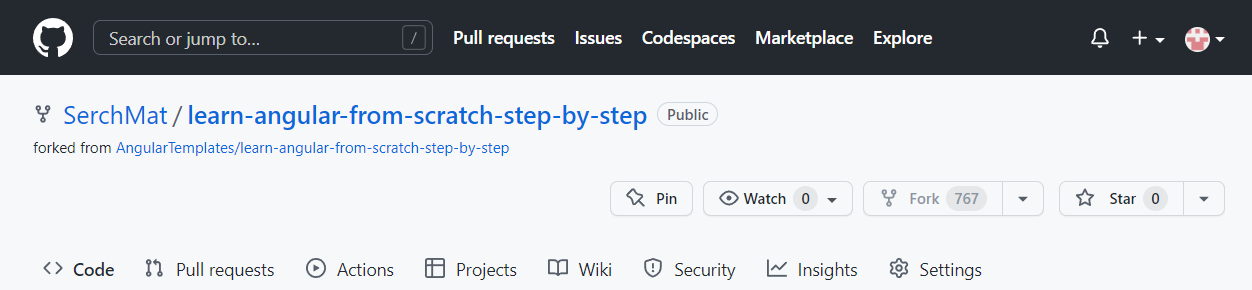 Search or jump to... / Pull requests Issues Codespaces Marketplace Explore
SerchMat / learn-angular-from-scratch-step-by-step Public
forked from AngularTemplates/learn-angular-from-scratch-step-by-step
Pin Watch 0 Fork 767 Star 0
Code Pull requests Actions Projects Wiki Security Insights Settings